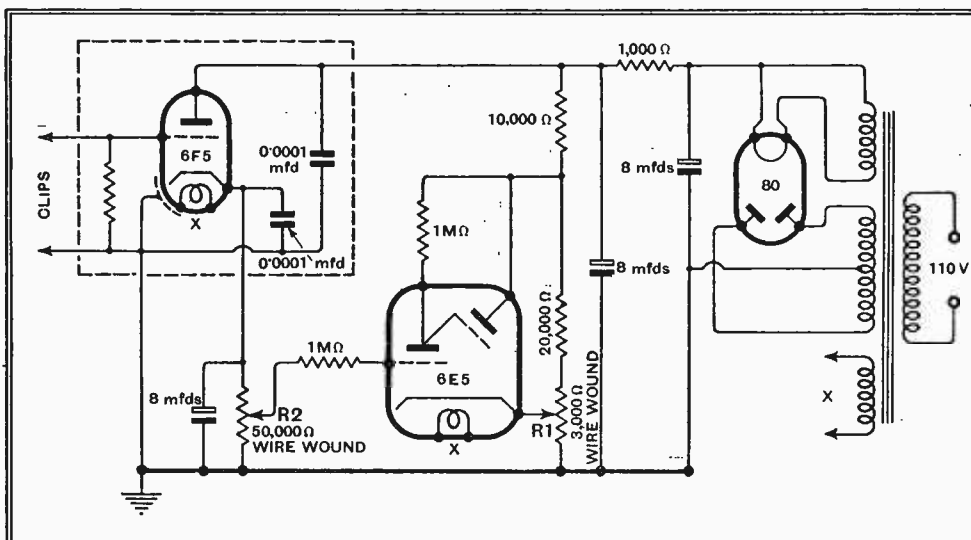 1,000 Ω
10,000 Ω
8 mfds
80
6F5
0·0001
mfd
CLIPS
X
0·0001 mfd
1MΩ
8 mfds
110 V
20,000 Ω
1MΩ
6E5
8 mfds
R2
50,000 Ω
WIRE WOUND
R1
3,000 Ω
WIRE WOUND
X
X